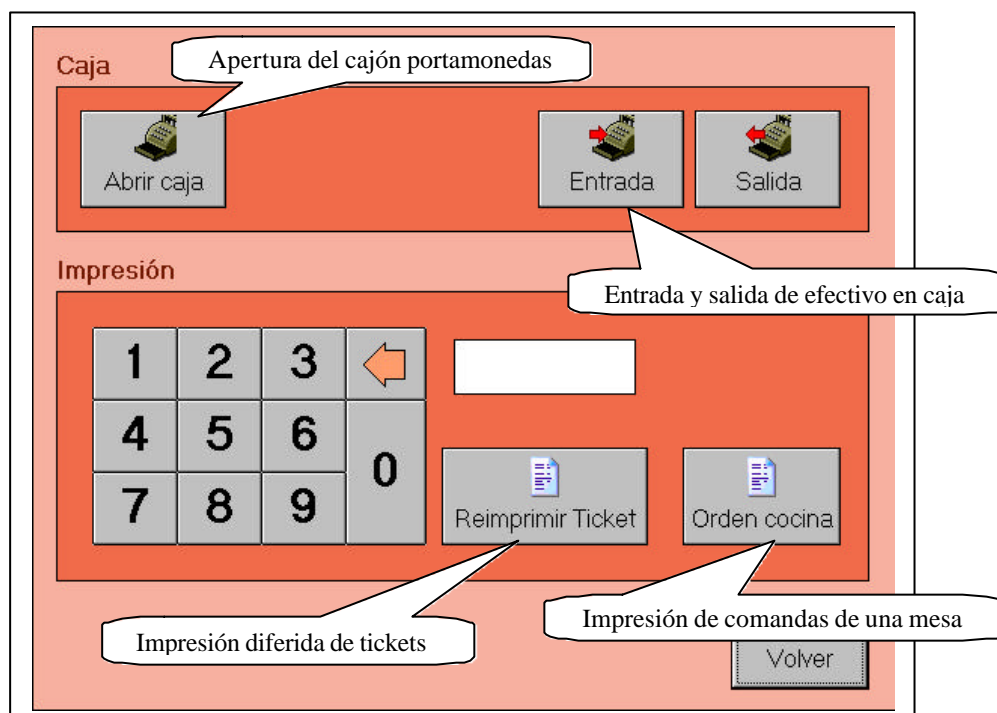 Caja
Apertura del cajón portamonedas
Abrir caja
Entrada
Salida
Entrada y salida de efectivo en caja
Impresión
1 2 3
4 5 6
0
7 8 9
Reimprimir Ticket
Orden cocina
Impresión diferida de tickets
Impresión de comandas de una mesa
Volver